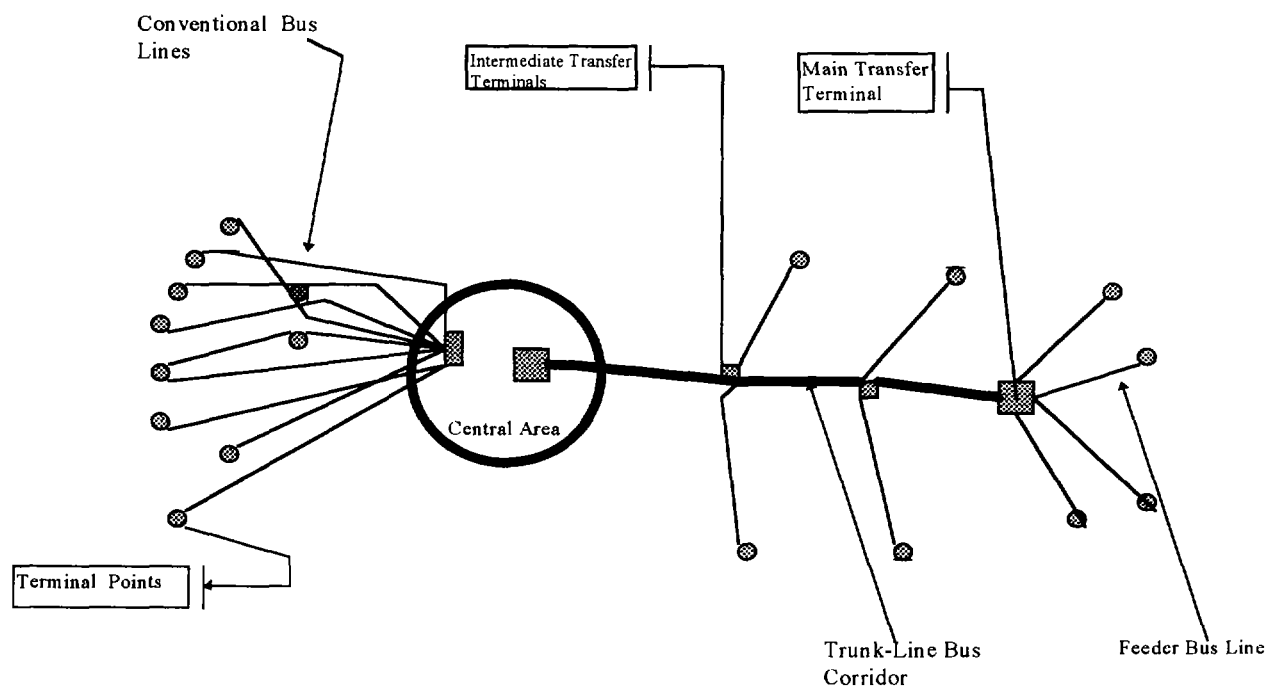 Conventional Bus
Lines
Intermediate Transfer
Terminals
Main Transfer
Terminal
Central Area
Terminal Points
Trunk-Line Bus
Corridor
Feeder Bus Line